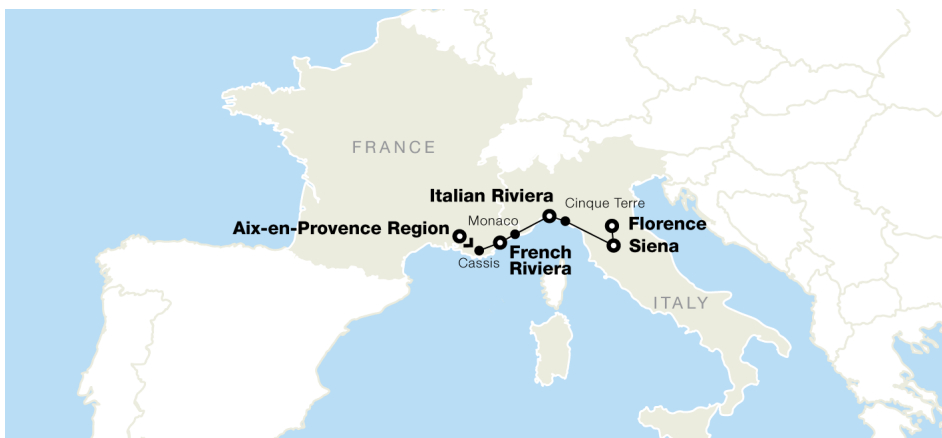 FRANCE
Italian Riviera
Cinque Terre
Monaco
Florence
Aix-en-Provence Region
Siena
French
Riviera
Cassis
ITALY